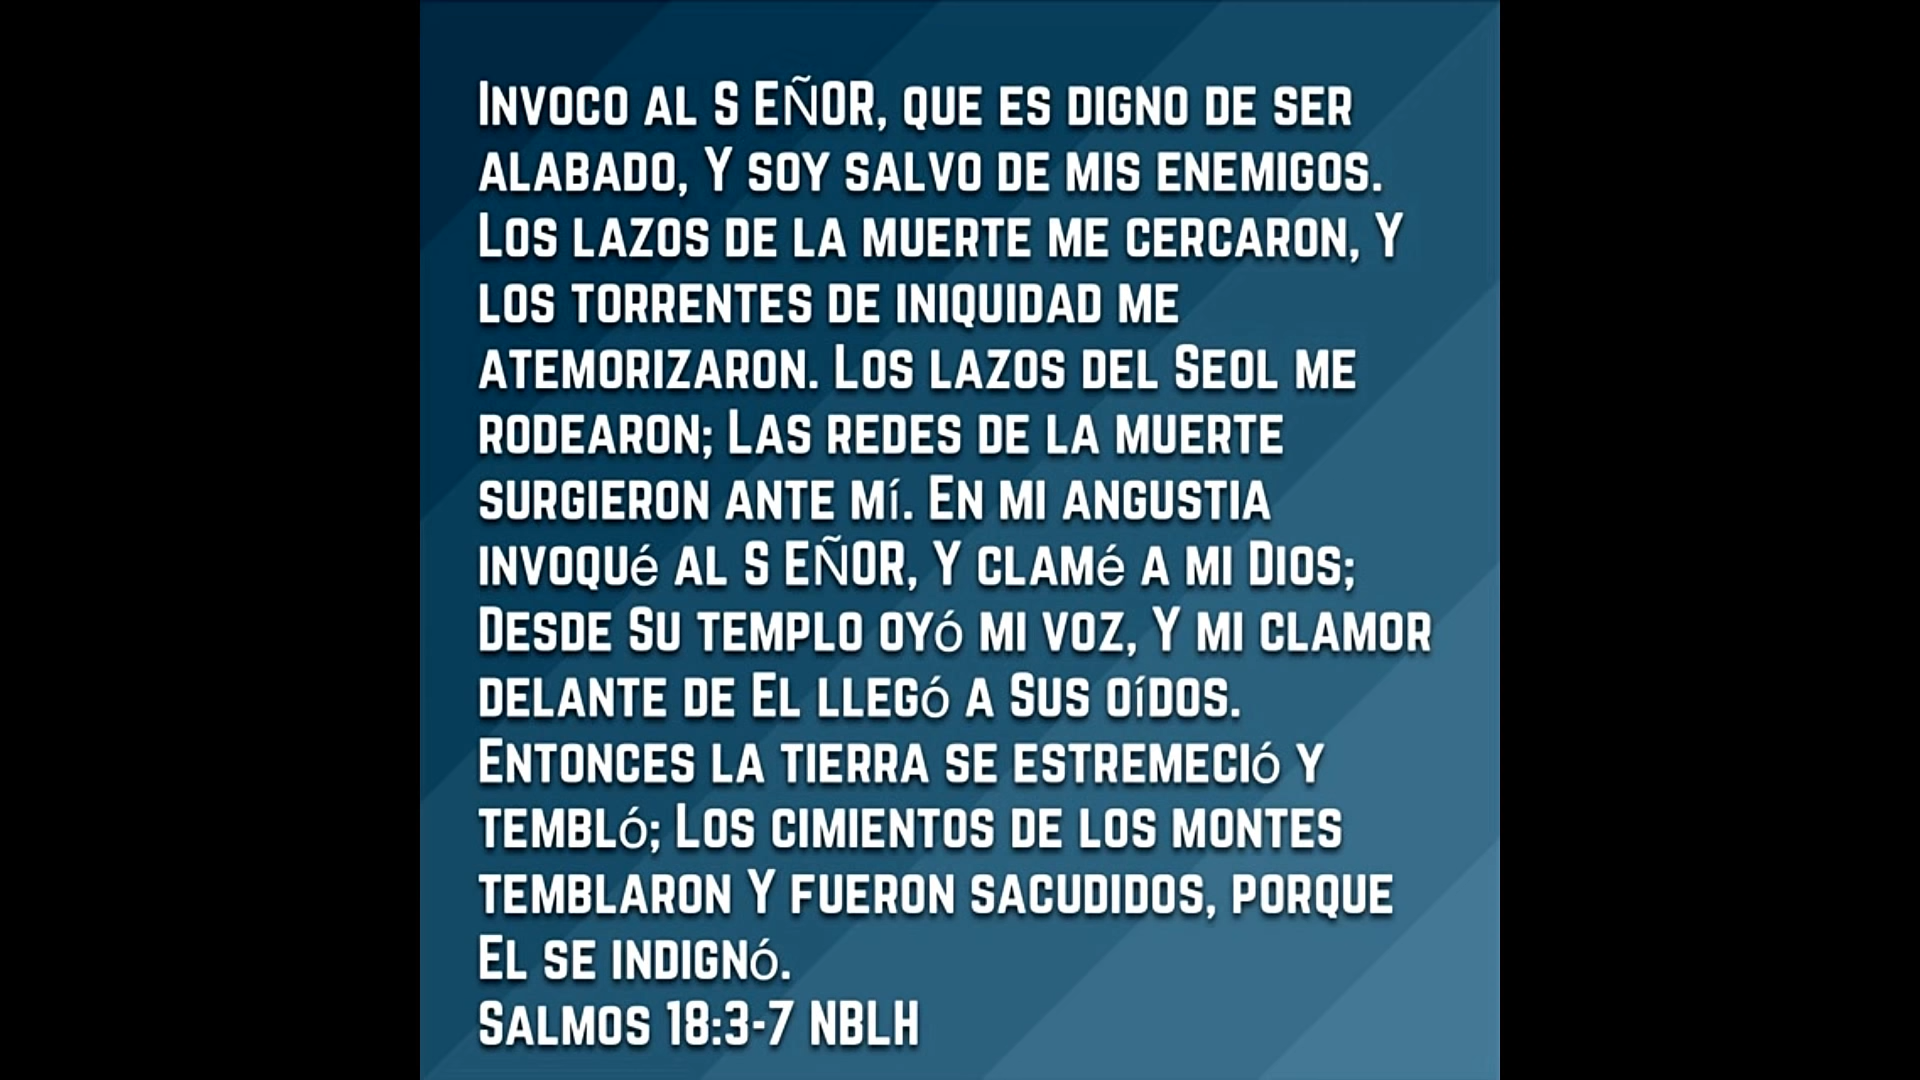 Invoco al S EÑOR, que es digno de ser
alabado, Y soy salvo de mis enemigos.
Los lazos de la muerte me cercaron, Y
los torrentes de iniquidad me
atemorizaron. Los lazos del Seol me
rodearon; Las redes de la muerte
surgieron ante mí. En mi angustia
invoqué al S EÑOR, Y clamé a mi Dios;
Desde Su templo oyó mi voz, Y mi clamor
delante de El llegó a Sus oídos.
Entonces la tierra se estremeció y
tembló; Los cimientos de los montes
temblaron Y fueron sacudidos, porque
El se indignó.
Salmos 18:3-7 NBLH